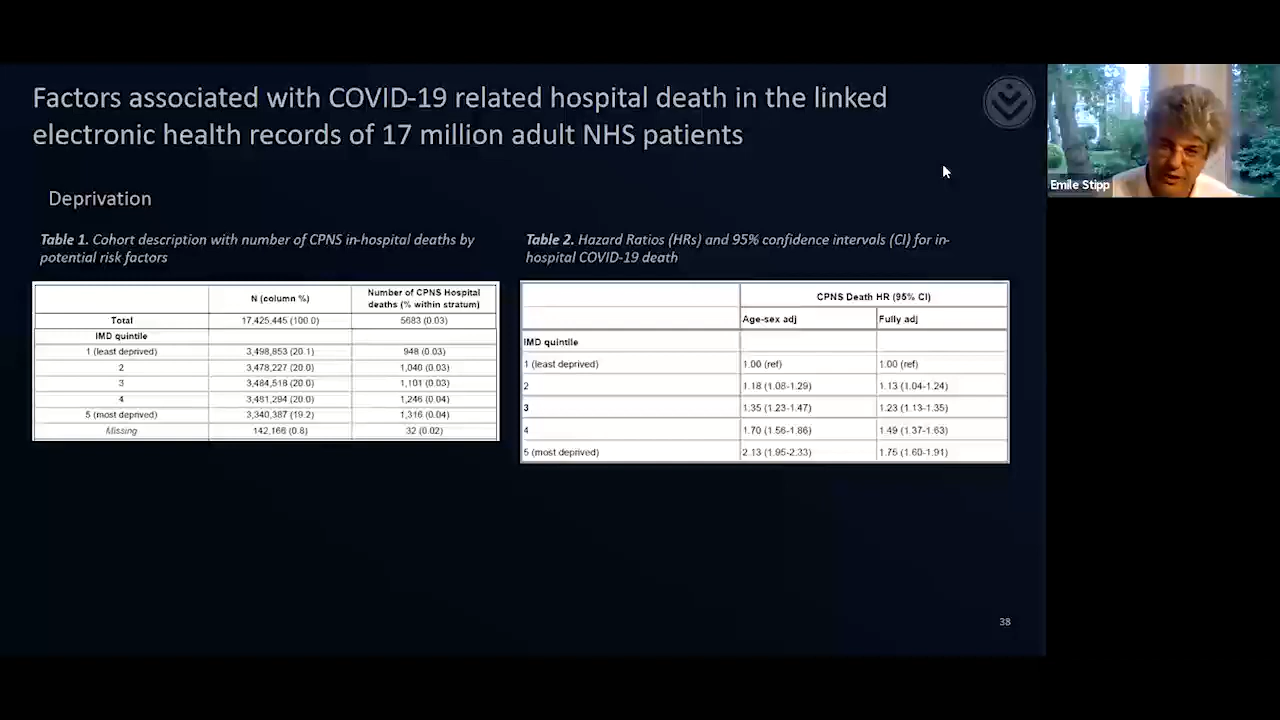 Factors associated with COVID-19 related hospital death in the linked
electronic health records of 17 million adult NHS patients
Emile Stipp
Deprivation
Table 1. Cohort description with number of CPNS in-hospital deaths by
potential risk factors
N (column %) Number of CPNS Hospital
deaths (% within stratum)
Total 17,425,445 (100.0) 5683 (0.03)
IMD quintile
1 (least deprived) 3,498,853 (20.1) 948 (0.03)
2 3,478,227 (20.0) 1,040 (0.03)
3 3,484,518 (20.0) 1,101 (0.03)
4 3,481,294 (20.0) 1,246 (0.04)
5 (most deprived) 3,340,387 (19.2) 1,316 (0.04)
Missing 142,166 (0.8) 32 (0.02)
Table 2. Hazard Ratios (HRs) and 95% confidence intervals (CI) for in-
hospital COVID-19 death
CPNS Death HR (95% CI)
Age-sex adj Fully adj
IMD quintile
1 (least deprived) 1.00 (ref) 1.00 (ref)
2 1.18 (1.08-1.29) 1.13 (1.04-1.24)
3 1.35 (1.23-1.47) 1.23 (1.13-1.35)
4 1.70 (1.56-1.86) 1.49 (1.37-1.63)
5 (most deprived) 2.13 (1.95-2.33) 1.75 (1.60-1.91)
38